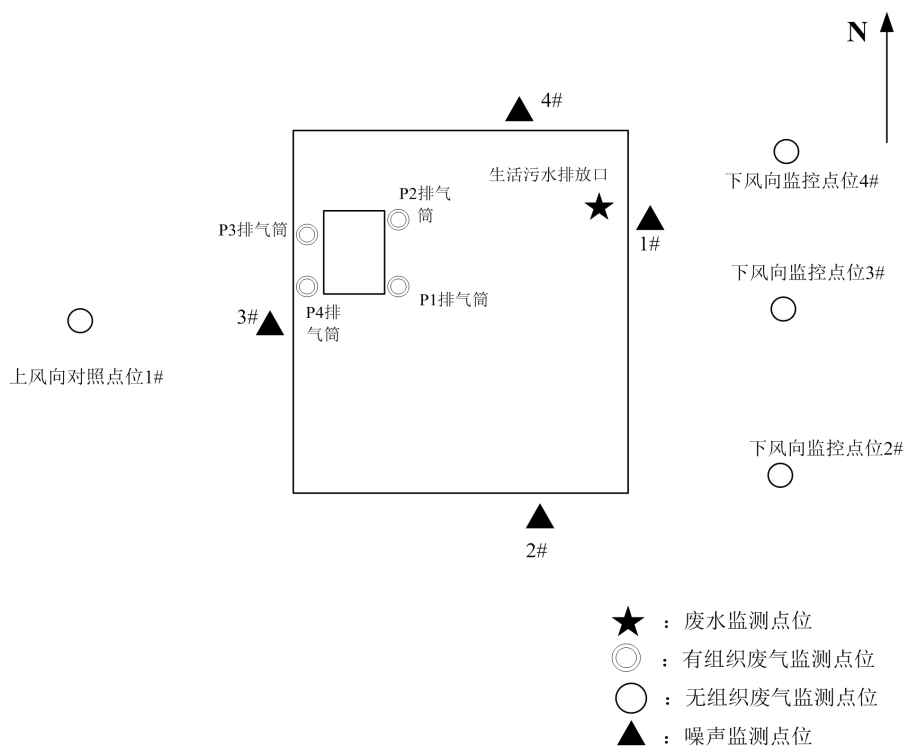 N
4#
生活污水排放口
下风向监控点位4#
P2排气
筒
P3排气筒
1#
下风向监控点位3#
P1排气筒
P4排
气筒
3#
上风向对照点位1#
下风向监控点位2#
2#
：废水监测点位
：有组织废气监测点位
：无组织废气监测点位
：噪声监测点位